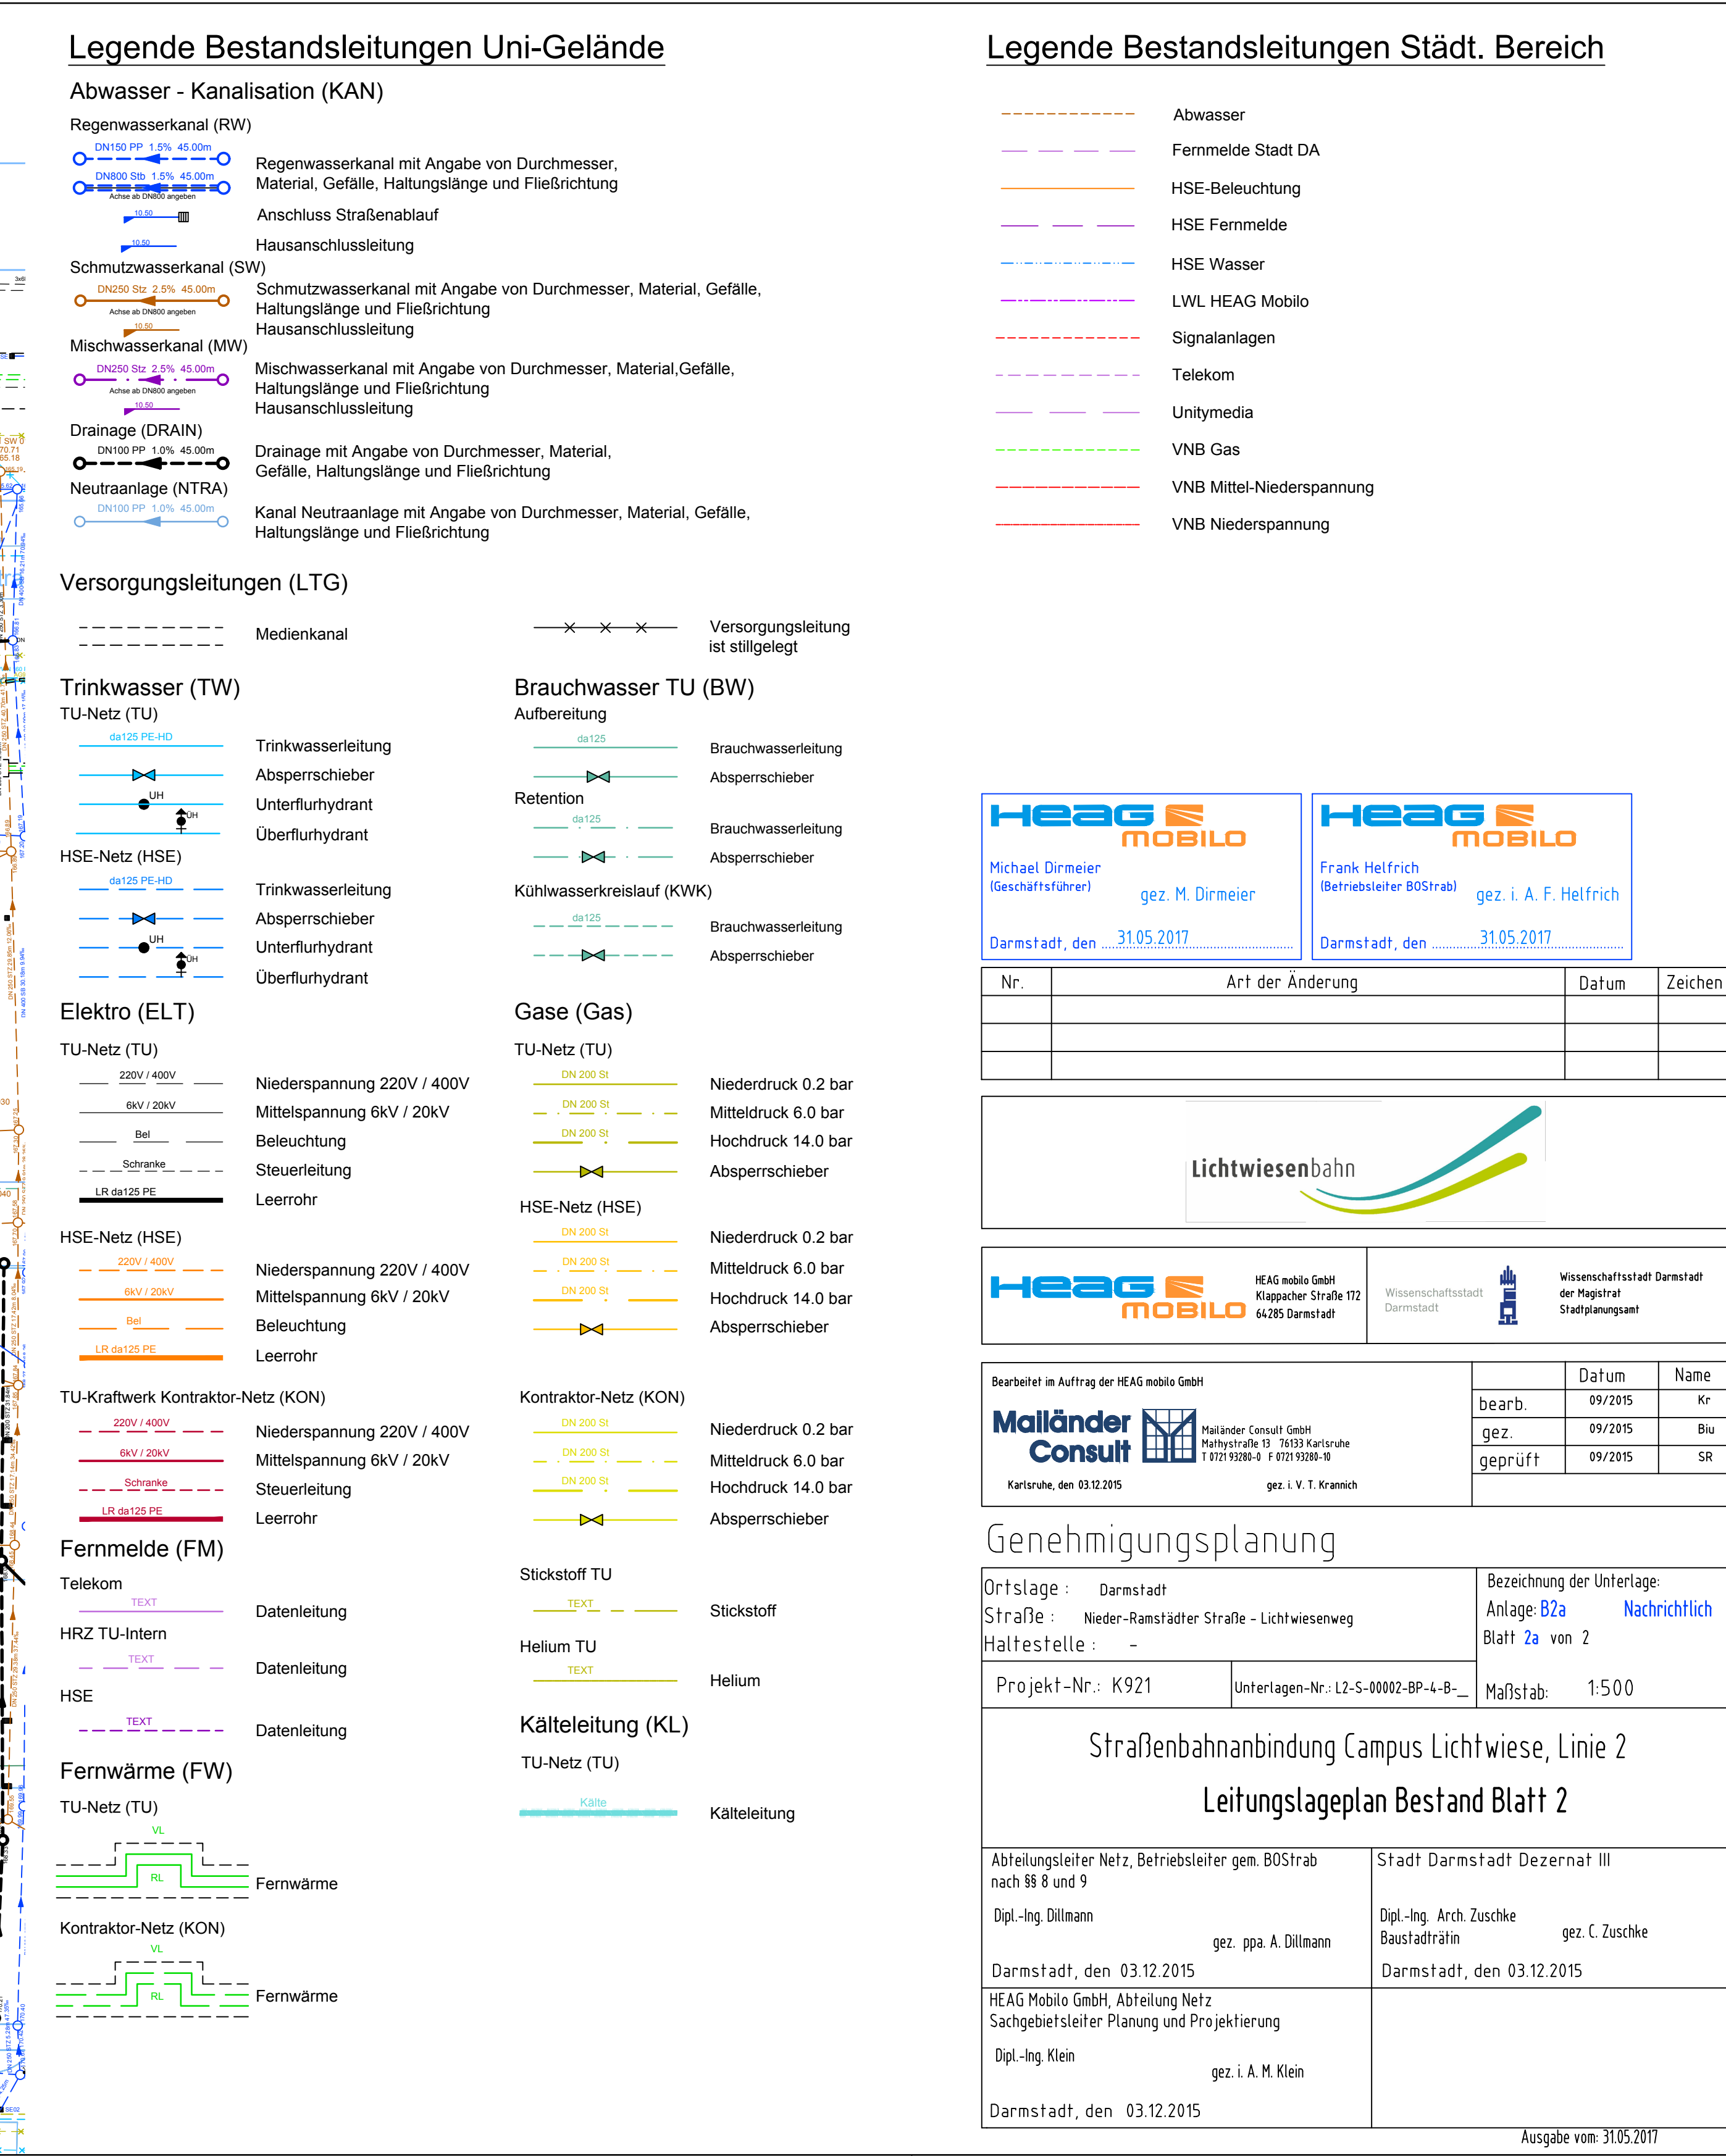 Legende Bestandsleitungen Uni-Gelände
Abwasser - Kanalisation (KAN)
Regenwasserkanal (RW)
DN150 PP 1.5% 45.00m
DN800 Stb 1.5% 45.00m
Achse ab DN800 angeben
Regenwasserkanal mit Angabe von Durchmesser,
Material, Gefälle, Haltungslänge und Fließrichtung
10.50
Anschluss Straßenablauf
10.50
Hausanschlussleitung
Schmutzwasserkanal (SW)
DN250 Stz 2.5% 45.00m
Achse ab DN800 angeben
Schmutzwasserkanal mit Angabe von Durchmesser, Material, Gefälle,
Haltungslänge und Fließrichtung
10.50
Hausanschlussleitung
Mischwasserkanal (MW)
DN250 Stz 2.5% 45.00m
Achse ab DN800 angeben
Mischwasserkanal mit Angabe von Durchmesser, Material,Gefälle,
Haltungslänge und Fließrichtung
10.50
Hausanschlussleitung
Drainage (DRAIN)
DN100 PP 1.0% 45.00m
Drainage mit Angabe von Durchmesser, Material,
Gefälle, Haltungslänge und Fließrichtung
Neutraanlage (NTRA)
DN100 PP 1.0% 45.00m
Kanal Neutraanlage mit Angabe von Durchmesser, Material, Gefälle,
Haltungslänge und Fließrichtung
Versorgungsleitungen (LTG)
Medienkanal
Versorgungsleitung
ist stillgelegt
Trinkwasser (TW)
TU-Netz (TU)
da125 PE-HD
Trinkwasserleitung
Absperrschieber
UH
Unterflurhydrant
ÜH
Überflurhydrant
HSE-Netz (HSE)
da125 PE-HD
Trinkwasserleitung
Absperrschieber
UH
Unterflurhydrant
ÜH
Überflurhydrant
Brauchwasser TU (BW)
Aufbereitung
da125
Brauchwasserleitung
Absperrschieber
Retention
da125
Brauchwasserleitung
Absperrschieber
Kühlwasserkreislauf (KWK)
da125
Brauchwasserleitung
Absperrschieber
Elektro (ELT)
TU-Netz (TU)
220V / 400V
Niederspannung 220V / 400V
6kV / 20kV
Mittelspannung 6kV / 20kV
Bel
Beleuchtung
Schranke
Steuerleitung
LR da125 PE
Leerrohr
HSE-Netz (HSE)
220V / 400V
Niederspannung 220V / 400V
6kV / 20kV
Mittelspannung 6kV / 20kV
Bel
Beleuchtung
LR da125 PE
Leerrohr
TU-Kraftwerk Kontraktor-Netz (KON)
220V / 400V
Niederspannung 220V / 400V
6kV / 20kV
Mittelspannung 6kV / 20kV
Schranke
Steuerleitung
LR da125 PE
Leerrohr
Gase (Gas)
TU-Netz (TU)
DN 200 St
Niederdruck 0.2 bar
DN 200 St
Mitteldruck 6.0 bar
DN 200 St
Hochdruck 14.0 bar
Absperrschieber
HSE-Netz (HSE)
DN 200 St
Niederdruck 0.2 bar
DN 200 St
Mitteldruck 6.0 bar
DN 200 St
Hochdruck 14.0 bar
Absperrschieber
Kontraktor-Netz (KON)
DN 200 St
Niederdruck 0.2 bar
DN 200 St
Mitteldruck 6.0 bar
DN 200 St
Hochdruck 14.0 bar
Absperrschieber
Fernmelde (FM)
Telekom
TEXT
Datenleitung
HRZ TU-Intern
TEXT
Datenleitung
HSE
TEXT
Datenleitung
Stickstoff TU
TEXT
Stickstoff
Helium TU
TEXT
Helium
Kälteleitung (KL)
TU-Netz (TU)
Kälte
Kälteleitung
Fernwärme (FW)
TU-Netz (TU)
VL
RL
Fernwärme
Kontraktor-Netz (KON)
VL
RL
Fernwärme
Legende Bestandsleitungen Städt. Bereich
Abwasser
Fernmelde Stadt DA
HSE-Beleuchtung
HSE Fernmelde
HSE Wasser
LWL HEAG Mobilo
Signalanlagen
Telekom
Unitymedia
VNB Gas
VNB Mittel-Niederspannung
VNB Niederspannung
HEAG
MOBILO
Michael Dirmeier
(Geschäftsführer)
gez. M. Dirmeier
Darmstadt, den 31.05.2017
HEAG
MOBILO
Frank Helfrich
(Betriebsleiter BOStrab)
gez. i. A. F. Helfrich
Darmstadt, den 31.05.2017
Nr. Art der Änderung Datum Zeichen
Lichtwiesenbahn
HEAG
MOBILO
HEAG mobilo GmbH
Klappacher Straße 172
64285 Darmstadt
Wissenschaftsstadt
Darmstadt
Wissenschaftsstadt Darmstadt
der Magistrat
Stadtplanungsamt
Bearbeitet im Auftrag der HEAG mobilo GmbH
Mailänder
Consult
Mailänder Consult GmbH
Mathystraße 13 76133 Karlsruhe
T 0721 93280-0 F 0721 93280-10
Karlsruhe, den 03.12.2015 gez. i. V. T. Krannich
Datum Name
bearb. 09/2015 Kr
gez. 09/2015 Biu
geprüft 09/2015 SR
Genehmigungsplanung
Ortslage : Darmstadt
Straße : Nieder-Ramstädter Straße - Lichtwiesenweg
Haltestelle : -
Bezeichnung der Unterlage:
Anlage: B2a Nachrichtlich
Blatt 2a von 2
Projekt-Nr.: K921
Unterlagen-Nr.: L2-S-00002-BP-4-B-_
Maßstab: 1:500
Straßenbahnanbindung Campus Lichtwiese, Linie 2
Leitungslageplan Bestand Blatt 2
Abteilungsleiter Netz, Betriebsleiter gem. BOStrab
nach §§ 8 und 9
Dipl.-Ing. Dillmann
gez. ppa. A. Dillmann
Darmstadt, den 03.12.2015
Stadt Darmstadt Dezernat III
Dipl.-Ing. Arch. Zuschke
Baustadträtin
gez. C. Zuschke
Darmstadt, den 03.12.2015
HEAG Mobilo GmbH, Abteilung Netz
Sachgebietsleiter Planung und Projektierung
Dipl.-Ing. Klein
gez. i. A. M. Klein
Darmstadt, den 03.12.2015
Ausgabe vom: 31.05.2017